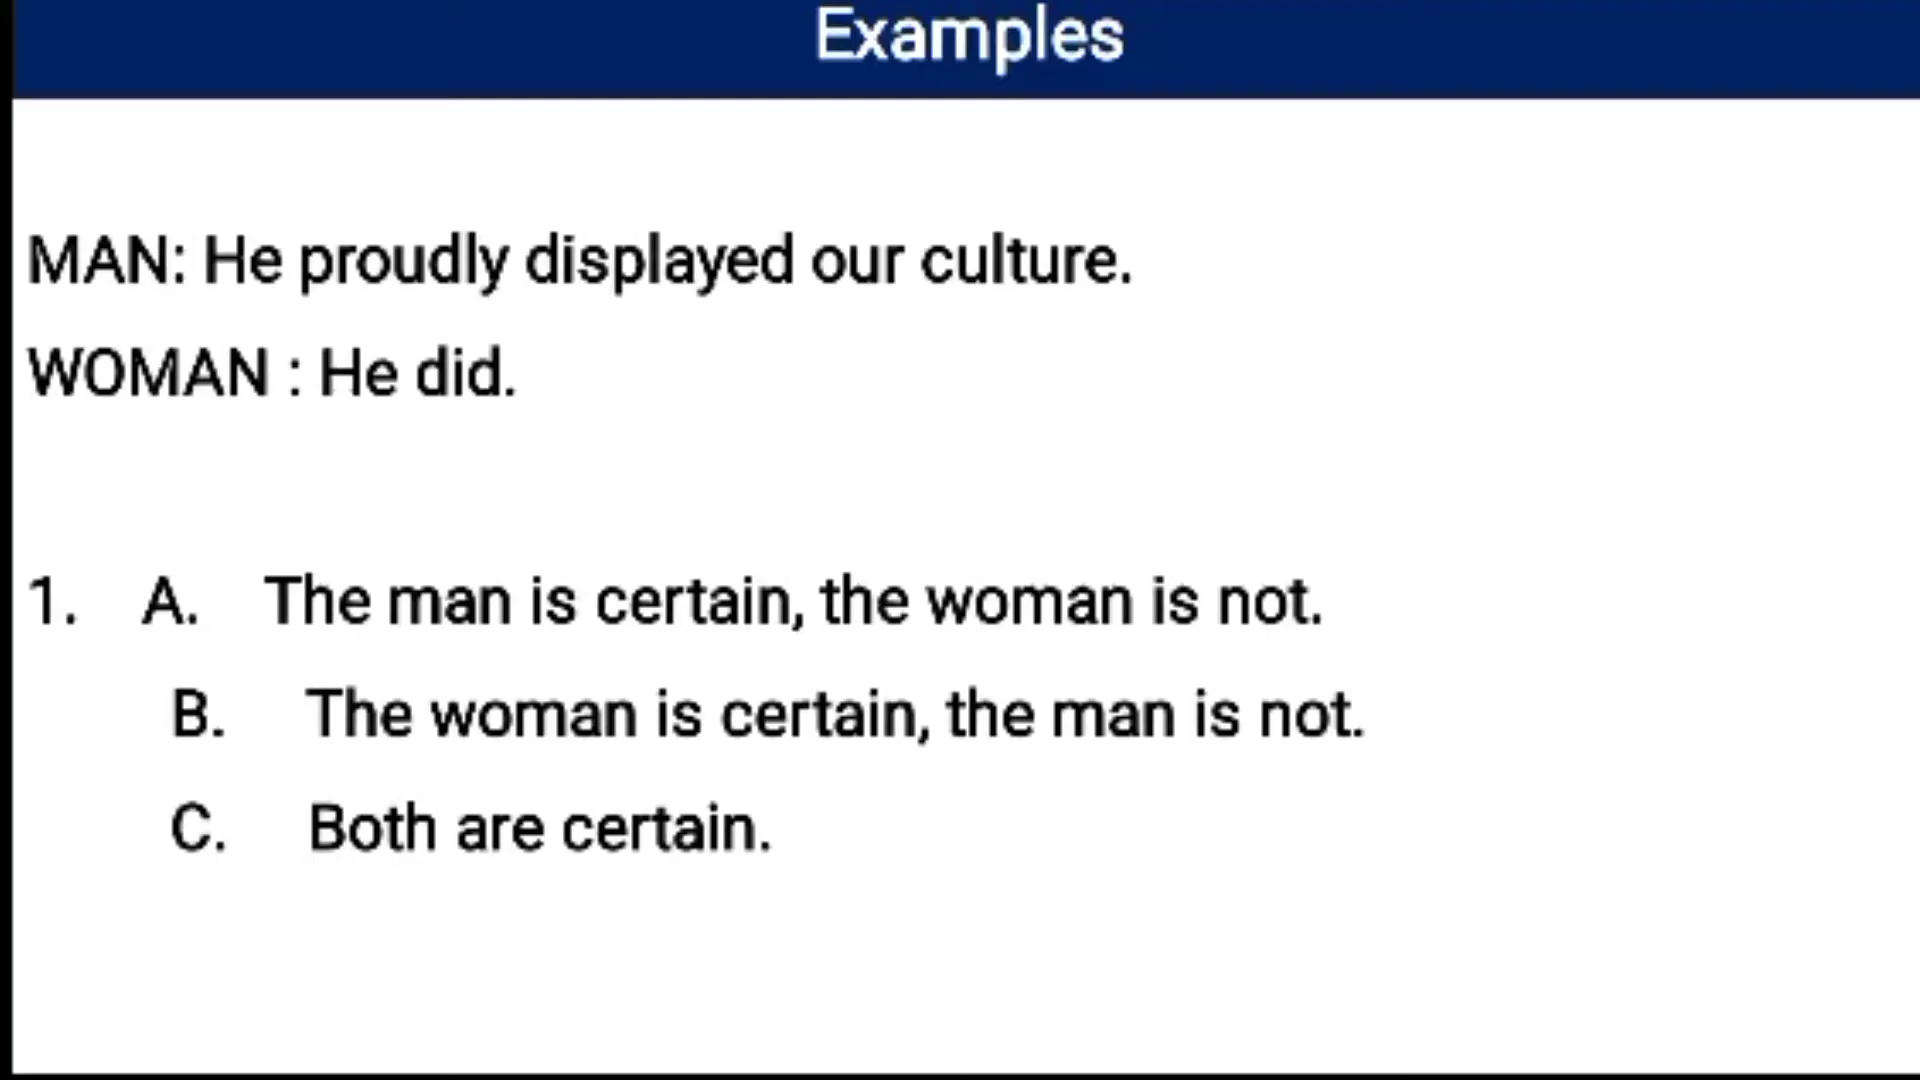 Examples
MAN: He proudly displayed our culture.
WOMAN : He did.
1. A. The man is certain, the woman is not.
B. The woman is certain, the man is not.
C. Both are certain.